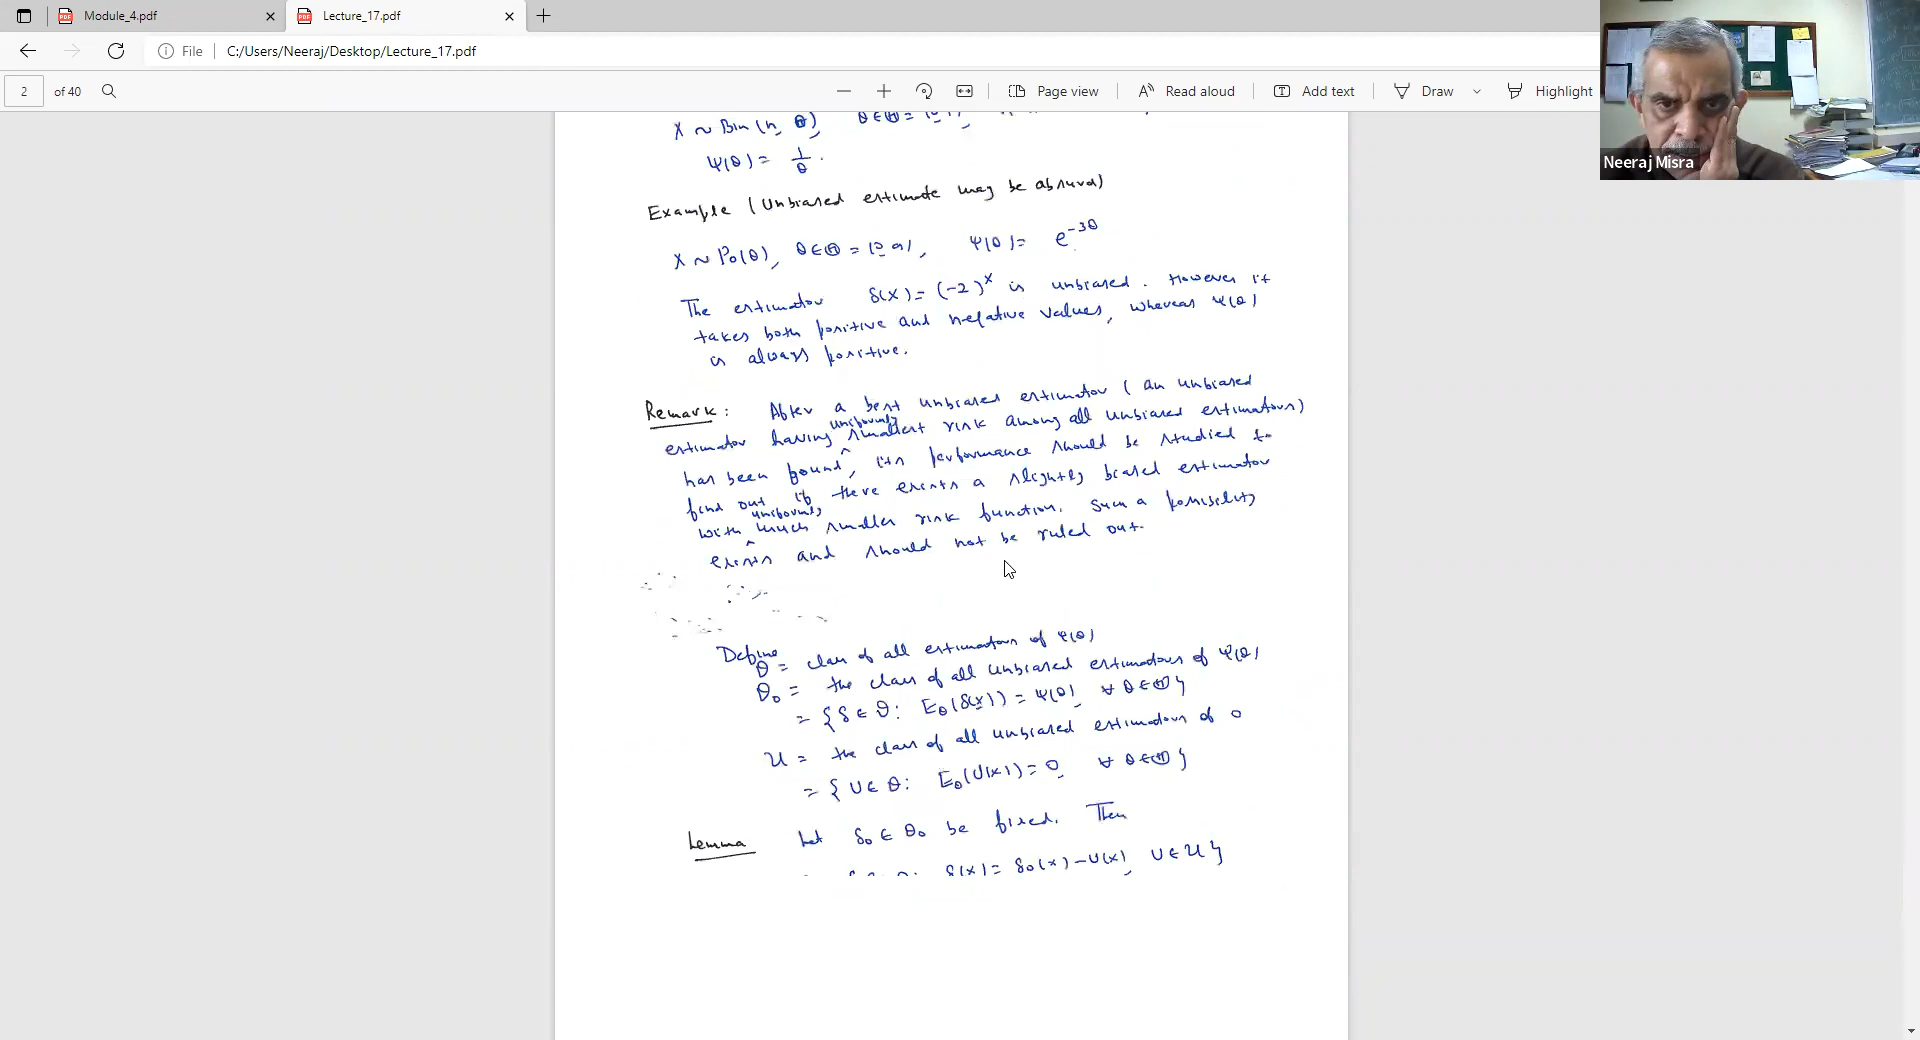 Module_4.pdf
Lecture_17.pdf
File C:/Users/Neeraj/Desktop/Lecture_17.pdf
2 of 40 Page view Read aloud Add text Draw Highlight
Neeraj Misra
X ~ Bin(n, θ), θ∈Θ =
ψ(θ) = 1/θ.
Example (Unbiased estimate may be absurd)
X ~ Po(θ), θ∈Θ = (0, ∞), ψ(θ) = e^{-3θ}
The estimator δ(X) = (-2)^X is unbiased. However it
takes both positive and negative values, whereas ψ(θ)
is always positive.
Remark: After a best unbiased estimator (an unbiased
estimator having uniformly smallest risk among all unbiased estimators)
has been found, its performance should be studied to
find out if there exists a slightly biased estimator
with uniformly much smaller risk function. Such a possibility
exists and should not be ruled out.
Define
𝒟 = class of all estimators of ψ(θ)
𝒟₀ = the class of all unbiased estimators of ψ(θ)
= {δ ∈ 𝒟: E_θ(δ(X)) = ψ(θ), ∀ θ∈Θ}
𝒰 = the class of all unbiased estimators of 0
= {U ∈ 𝒟: E_θ(U(X)) = 0, ∀ θ∈Θ}
Lemma Let δ₀ ∈ 𝒟₀ be fixed. Then
δ(X) = δ₀(X) - U(X), U ∈ 𝒰}